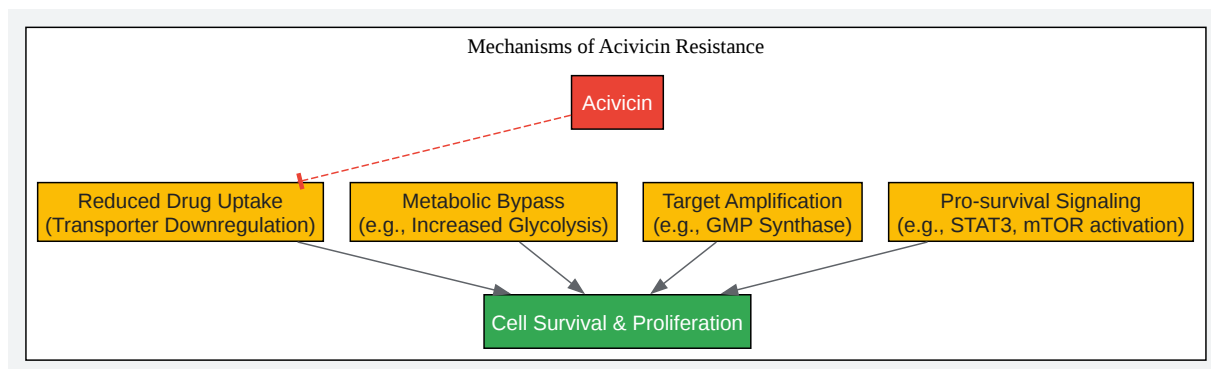 Mechanisms of Acivicin Resistance
Acivicin
Reduced Drug Uptake
(Transporter Downregulation)
Metabolic Bypass
(e.g., Increased Glycolysis)
Target Amplification
(e.g., GMP Synthase)
Pro-survival Signaling
(e.g., STAT3, mTOR activation)
Cell Survival & Proliferation